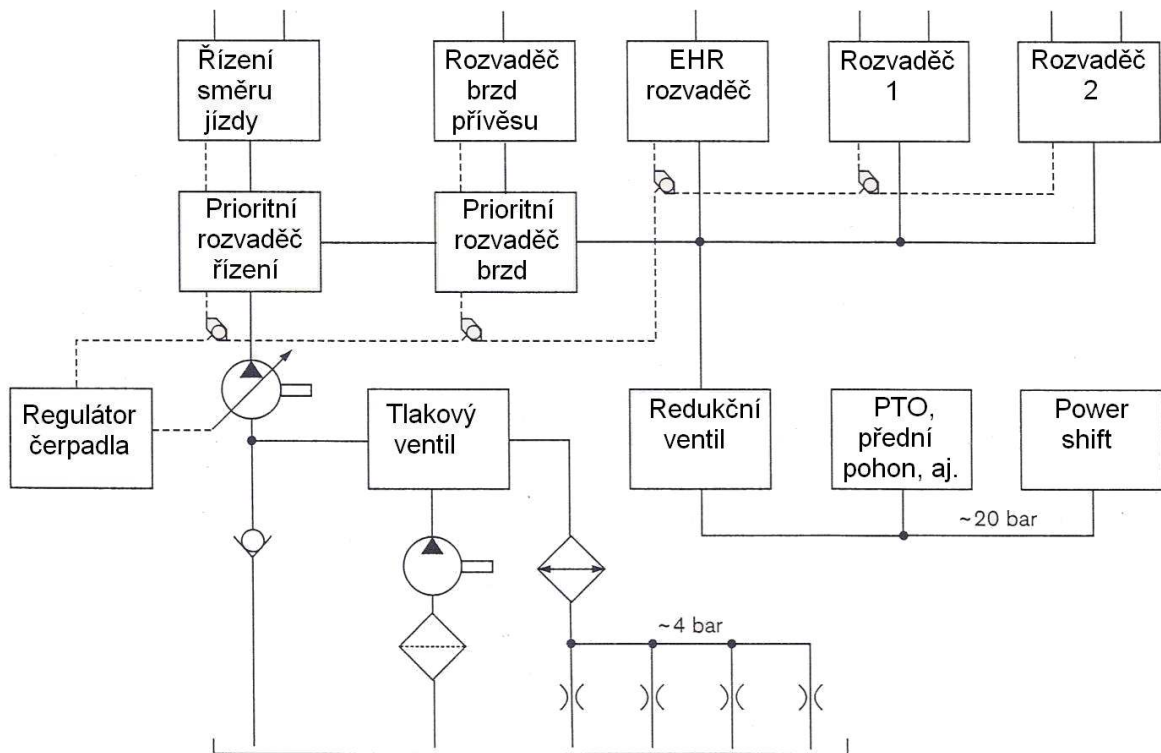 Řízení
směru
jízdy
Rozvaděč
brzd
přívěsu
EHR
rozvaděč
Rozvaděč
1
Rozvaděč
2
Prioritní
rozvaděč
řízení
Prioritní
rozvaděč
brzd
Regulátor
čerpadla
Tlakový
ventil
Redukční
ventil
PTO,
přední
pohon, aj.
Power
shift
~20 bar
~4 bar